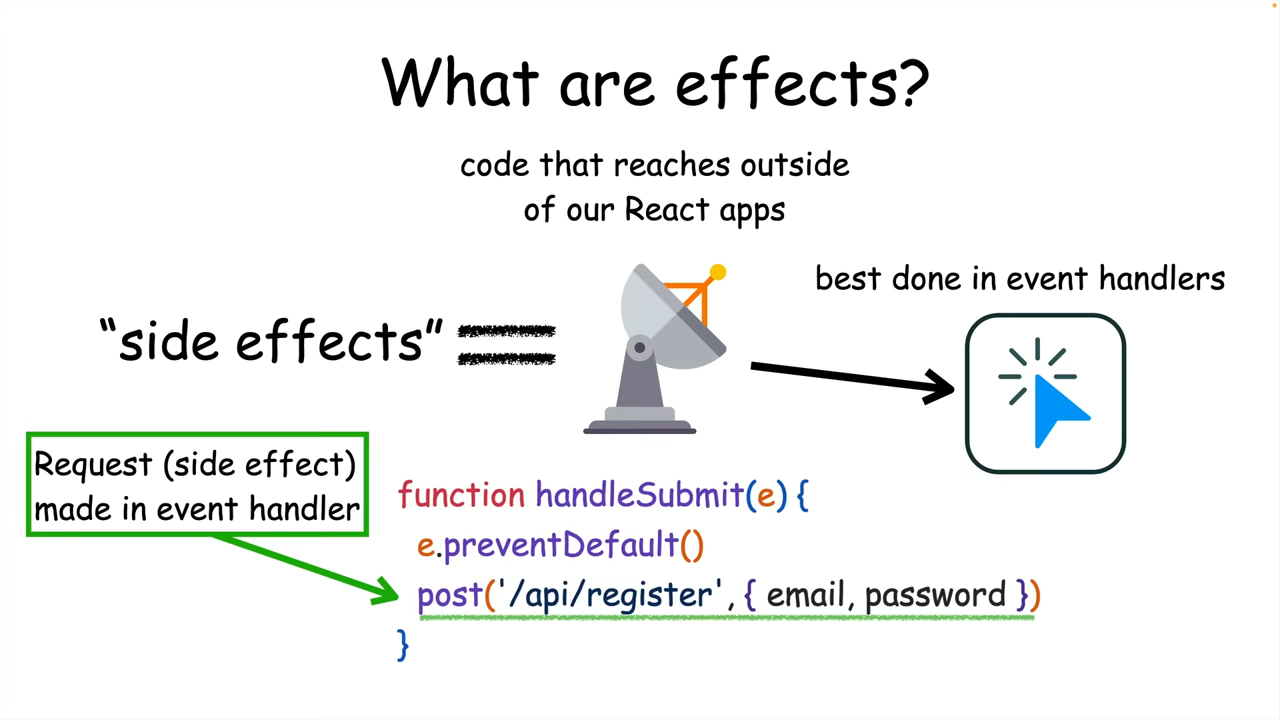 What are effects?
code that reaches outside
of our React apps
best done in event handlers
“side effects” =
Request (side effect)
made in event handler
function handleSubmit(e) {
e.preventDefault()
post('/api/register', { email, password })
}